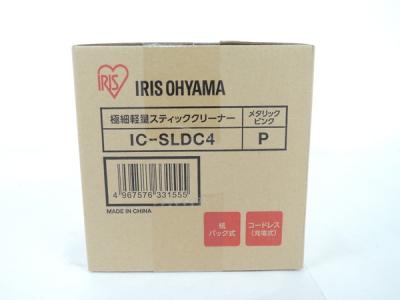 IRIS
IRIS OHYAMA
極細軽量スティッククリーナー
メタリック
ピンク
IC-SLDC4
P
4 967576 331555
MADE IN CHINA
紙
パック式
コードレス
(充電式)